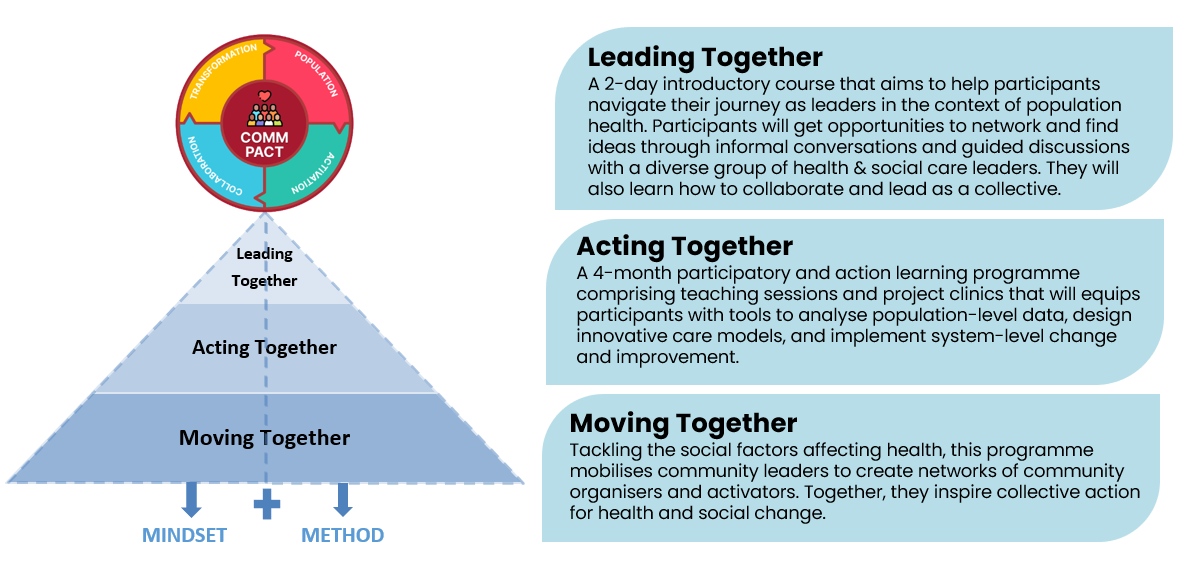 TRANSFORMATION
POPULATION
COMM
PACT
COLLABORATION
ACTIVATION
Leading
Together
Acting Together
Moving Together
MINDSET
METHOD
Leading Together
A 2-day introductory course that aims to help participants
navigate their journey as leaders in the context of population
health. Participants will get opportunities to network and find
ideas through informal conversations and guided discussions
with a diverse group of health & social care leaders. They will
also learn how to collaborate and lead as a collective.
Acting Together
A 4-month participatory and action learning programme
comprising teaching sessions and project clinics that will equips
participants with tools to analyse population-level data, design
innovative care models, and implement system-level change
and improvement.
Moving Together
Tackling the social factors affecting health, this programme
mobilises community leaders to create networks of community
organisers and activators. Together, they inspire collective action
for health and social change.